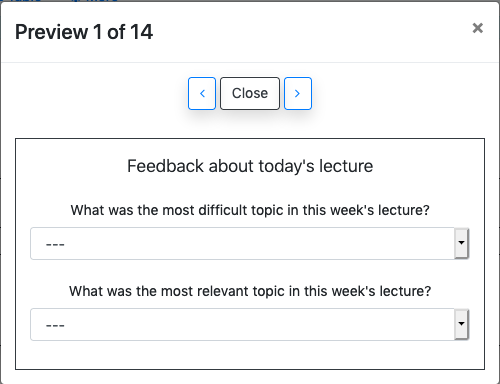 Preview 1 of 14
×
< Close >
Feedback about today's lecture
What was the most difficult topic in this week's lecture?
---
What was the most relevant topic in this week's lecture?
---